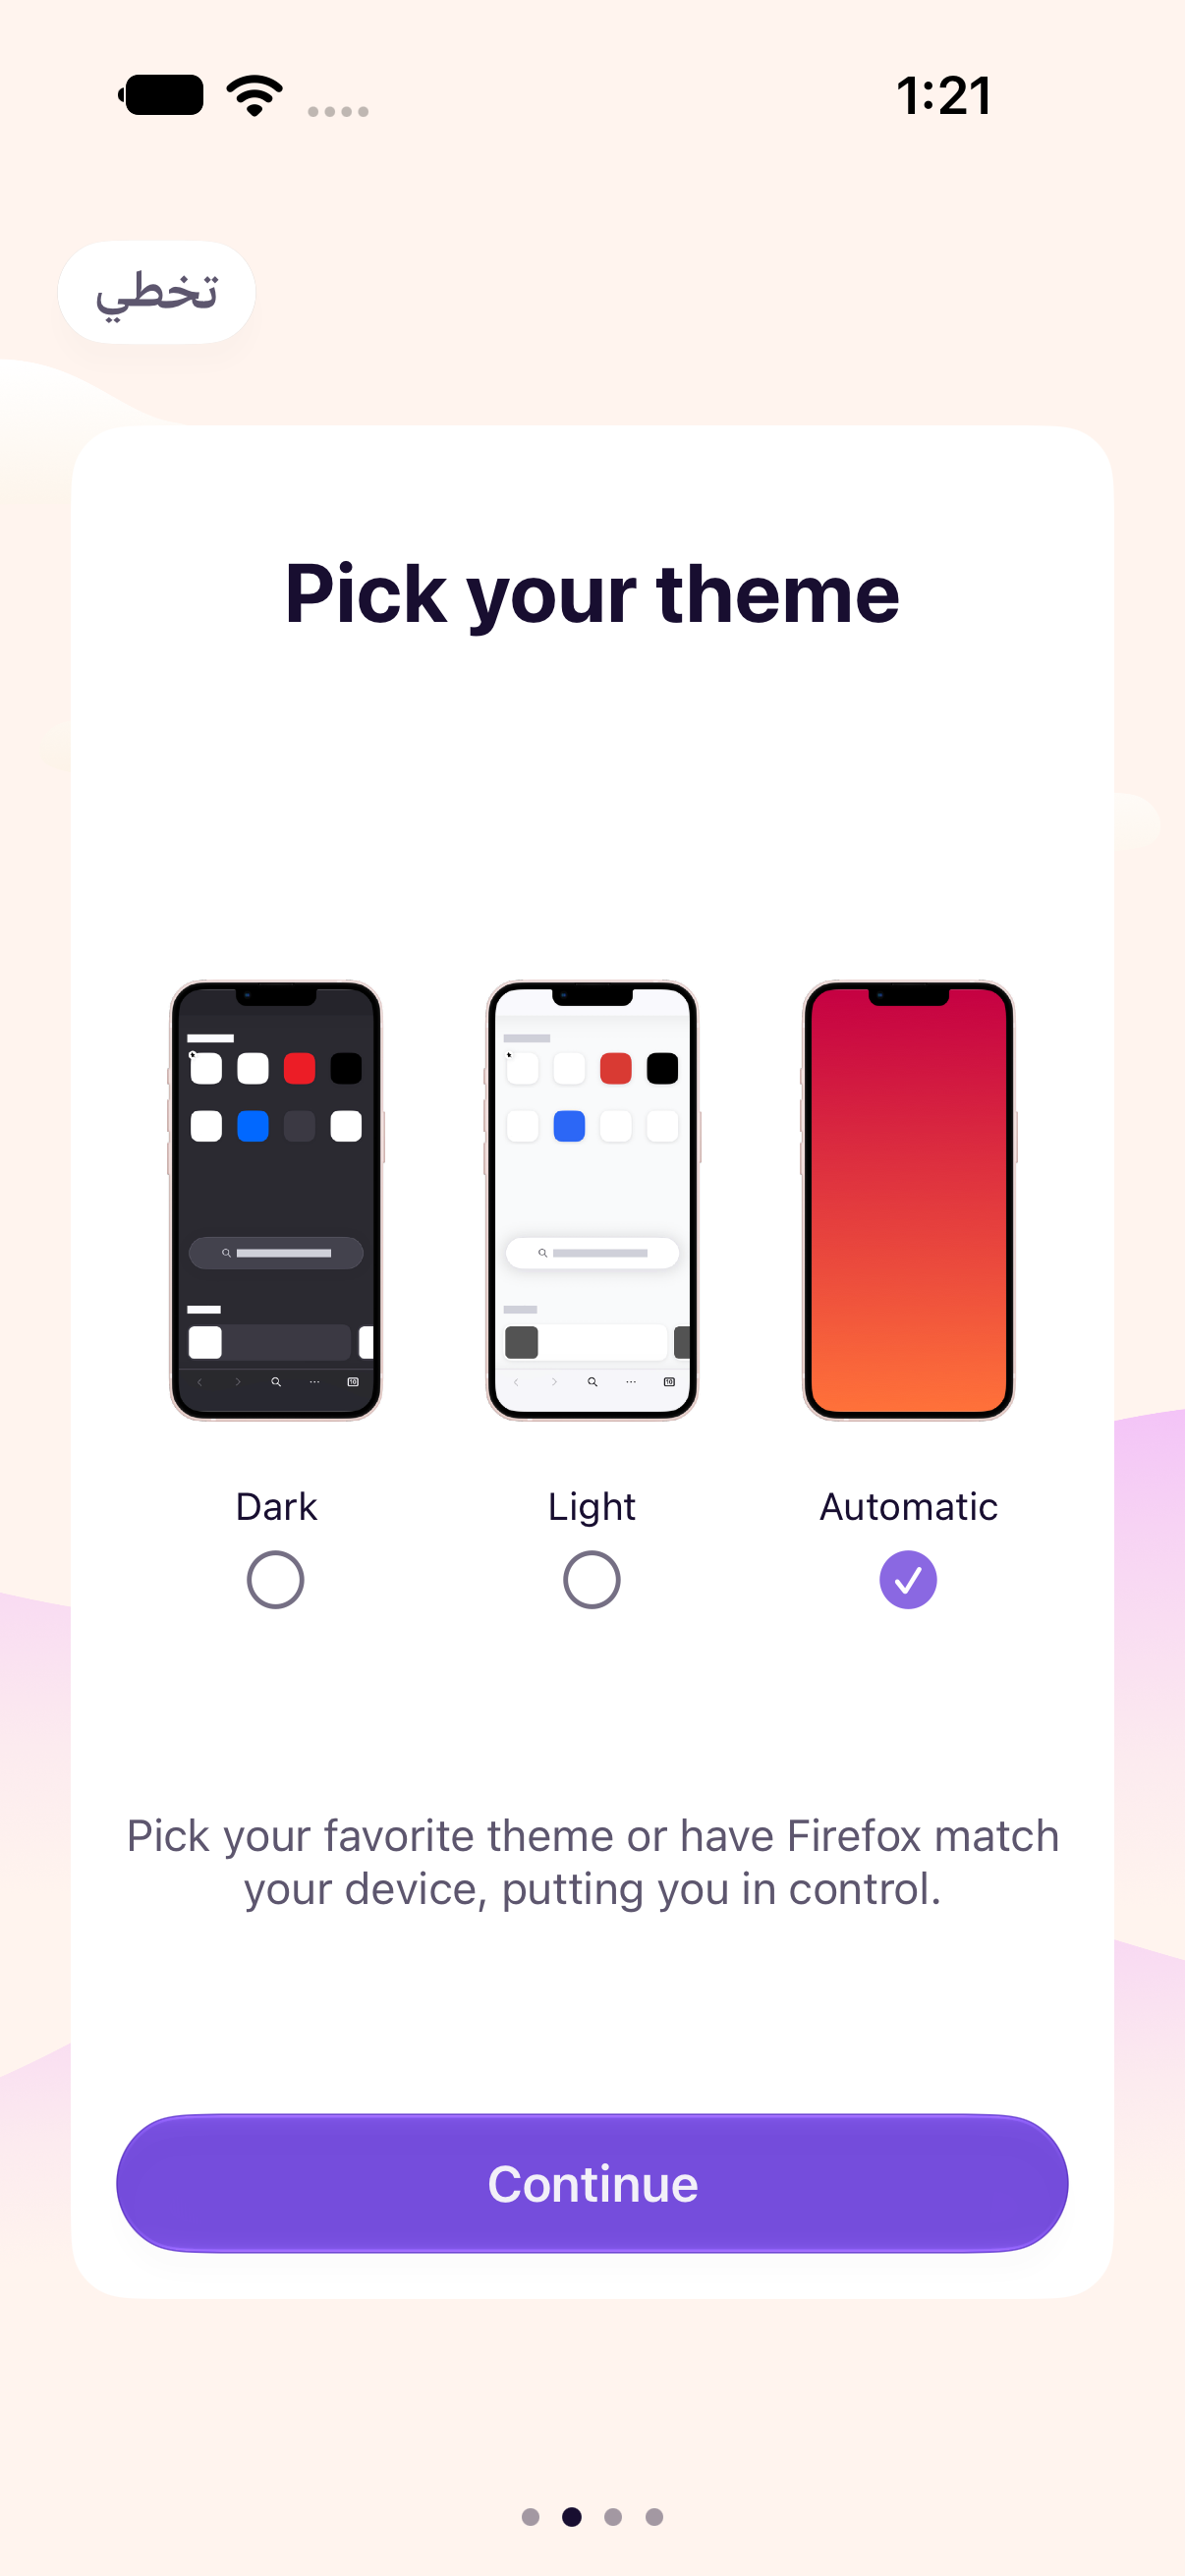 1:21
تخطي
Pick your theme
Dark
Light
Automatic
Pick your favorite theme or have Firefox match
your device, putting you in control.
Continue